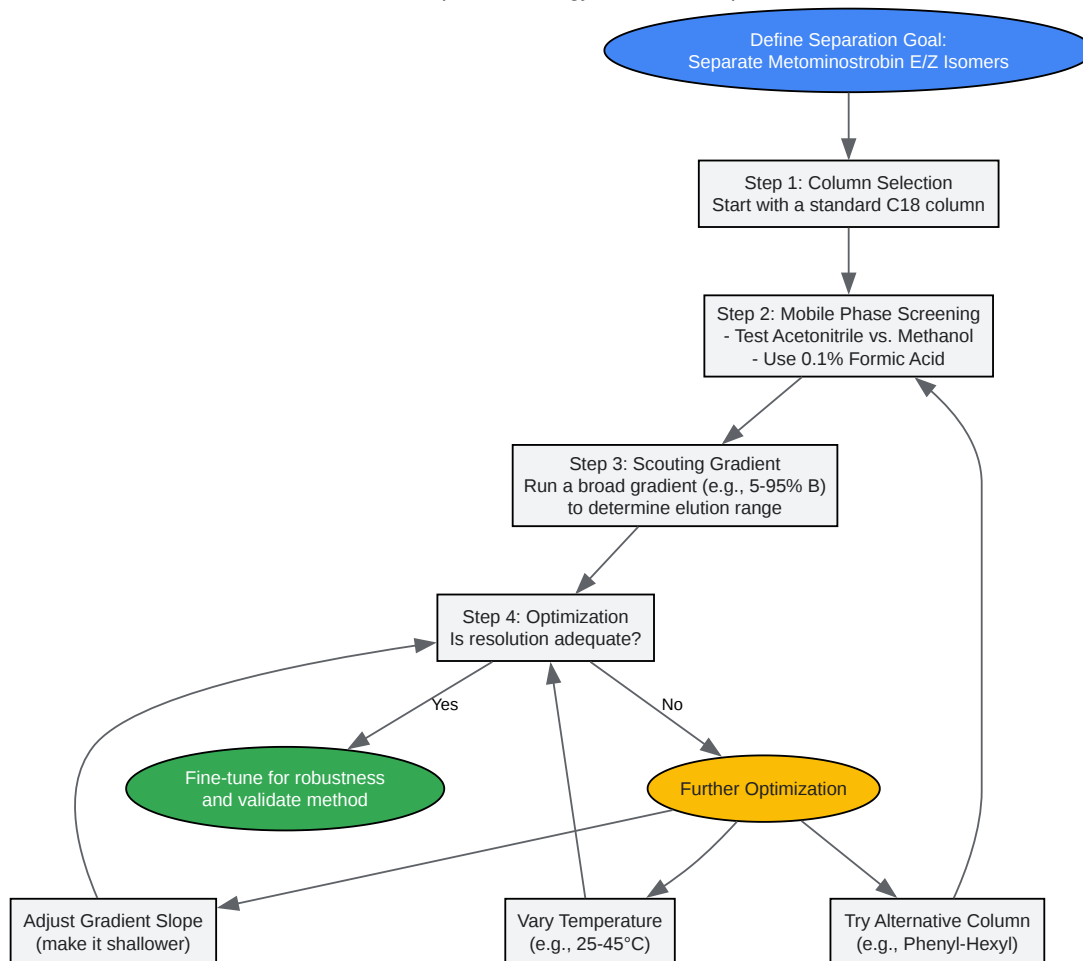 Define Separation Goal:
Separate Metominostrobin E/Z Isomers
Step 1: Column Selection
Start with a standard C18 column
Step 2: Mobile Phase Screening
- Test Acetonitrile vs. Methanol
- Use 0.1% Formic Acid
Step 3: Scouting Gradient
Run a broad gradient (e.g., 5-95% B)
to determine elution range
Step 4: Optimization
Is resolution adequate?
Yes
No
Fine-tune for robustness
and validate method
Further Optimization
Adjust Gradient Slope
(make it shallower)
Vary Temperature
(e.g., 25-45°C)
Try Alternative Column
(e.g., Phenyl-Hexyl)